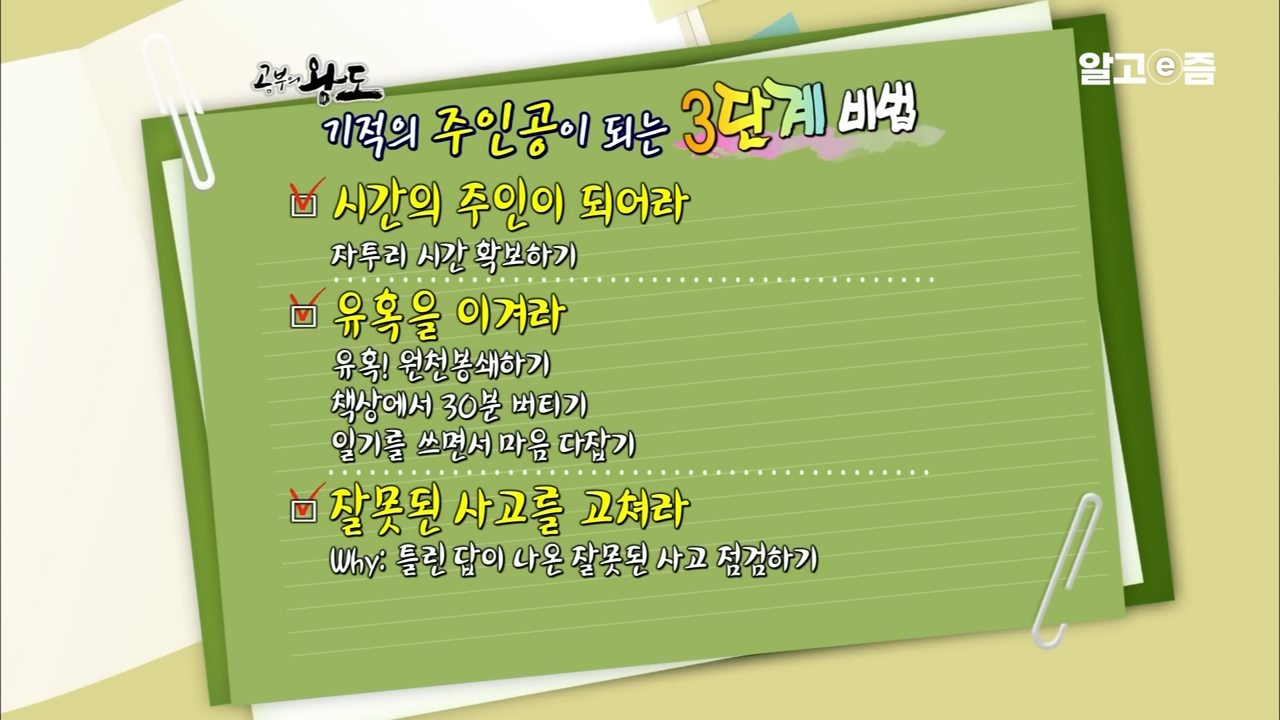 공부의 왕도
알고e즘
기적의 주인공이 되는 3단계 비법
시간의 주인이 되어라
자투리 시간 확보하기
유혹을 이겨라
유혹! 원천봉쇄하기
책상에서 30분 버티기
일기를 쓰면서 마음 다잡기
잘못된 사고를 고쳐라
Why: 틀린 답이 나온 잘못된 사고 점검하기